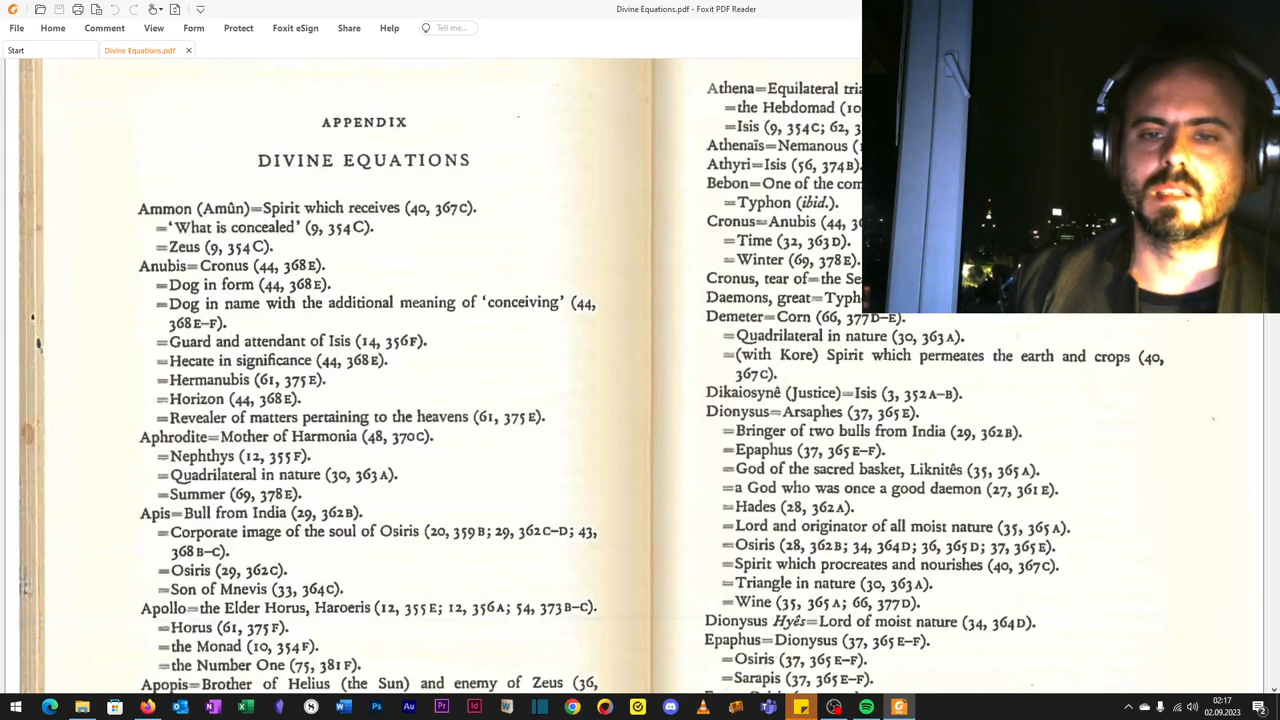 Divine Equations.pdf - Foxit PDF Reader
File Home Comment View Form Protect Foxit eSign Share Help Tell me...
Start Divine Equations.pdf
APPENDIX
DIVINE EQUATIONS
Ammon (Amûn)=Spirit which receives (40, 367C).
='What is concealed' (9, 354C).
=Zeus (9, 354C).
Anubis=Cronus (44, 368E).
=Dog in form (44, 368E).
=Dog in name with the additional meaning of 'conceiving' (44,
368E-F).
=Guard and attendant of Isis (14, 356F).
=Hecate in significance (44, 368E).
=Hermanubis (61, 375E).
=Horizon (44, 368E).
=Revealer of matters pertaining to the heavens (61, 375E).
Aphrodite=Mother of Harmonia (48, 370C).
=Nephthys (12, 355F).
=Quadrilateral in nature (30, 363A).
=Summer (69, 378E).
Apis=Bull from India (29, 362B).
=Corporate image of the soul of Osiris (20, 359B; 29, 362C-D; 43,
368B-C).
=Osiris (29, 362C).
=Son of Mnevis (33, 364C).
Apollo=the Elder Horus, Haroeris (12, 355E; 12, 356A; 54, 373B-C).
=Horus (61, 375F).
=the Monad (10, 354F).
=the Number One (75, 381F).
Apopis=Brother of Helius (the Sun) and enemy of Zeus (36,
Athena=Equilateral tria
=the Hebdomad (10
=Isis (9, 354C; 62, 3
Athenaïs=Nemanous (
Athyri=Isis (56, 374B).
Bebon=One of the com
=Typhon (ibid.).
Cronus=Anubis (44, 36
=Time (32, 363D).
=Winter (69, 378E).
Cronus, tear of=the Se
Daemons, great=Typh
Demeter=Corn (66, 377D-E).
=Quadrilateral in nature (30, 363A).
=(with Kore) Spirit which permeates the earth and crops (40,
367C).
Dikaiosynê (Justice)=Isis (3, 352A-B).
Dionysus=Arsaphes (37, 365E).
=Bringer of two bulls from India (29, 362B).
=Epaphus (37, 365E-F).
=God of the sacred basket, Liknitês (35, 365A).
=a God who was once a good daemon (27, 361E).
=Hades (28, 362A).
=Lord and originator of all moist nature (35, 365A).
=Osiris (28, 362B; 34, 364D; 36, 365D; 37, 365E).
=Spirit which procreates and nourishes (40, 367C).
=Triangle in nature (30, 363A).
=Wine (35, 365A; 66, 377D).
Dionysus Hyês=Lord of moist nature (34, 364D).
Epaphus=Dionysus (37, 365E-F).
=Osiris (37, 365E-F).
=Sarapis (37, 365E-F).
02:17
02.09.2023